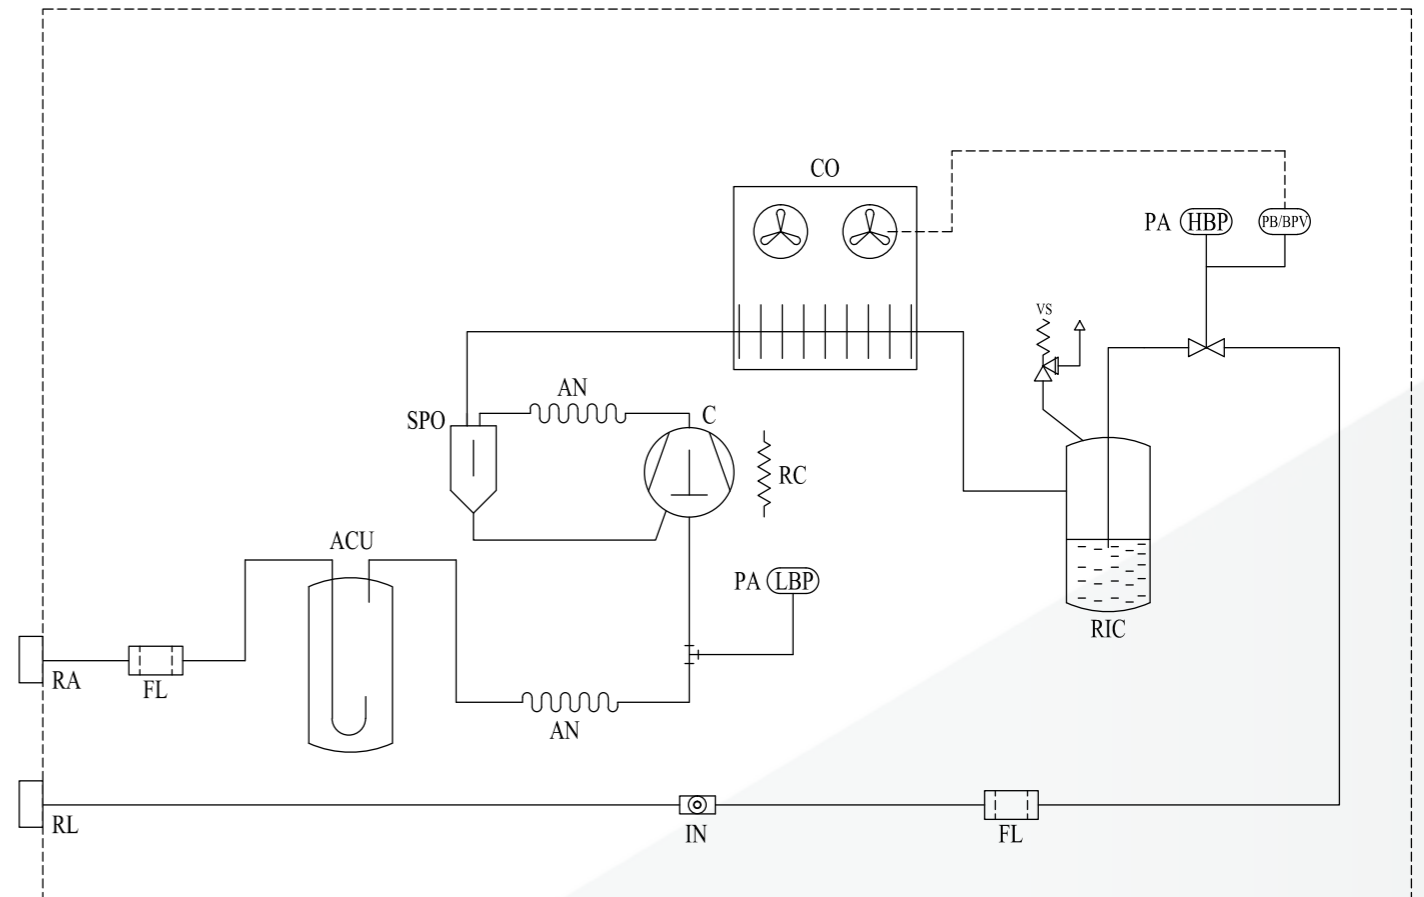 CO
PA HBP PB/BPV
VS
AN
SPO C
RC
ACU
PA LBP
RIC
RA FL
AN
RL IN FL